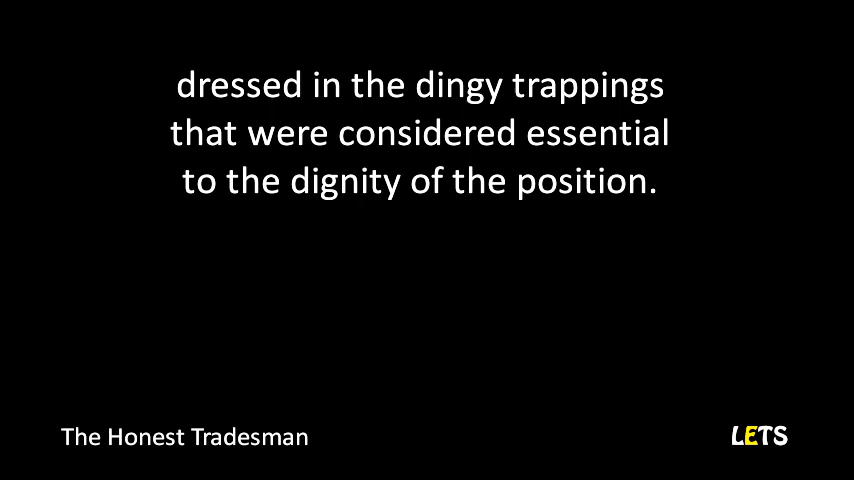 dressed in the dingy trappings
that were considered essential
to the dignity of the position.
The Honest Tradesman
LETS